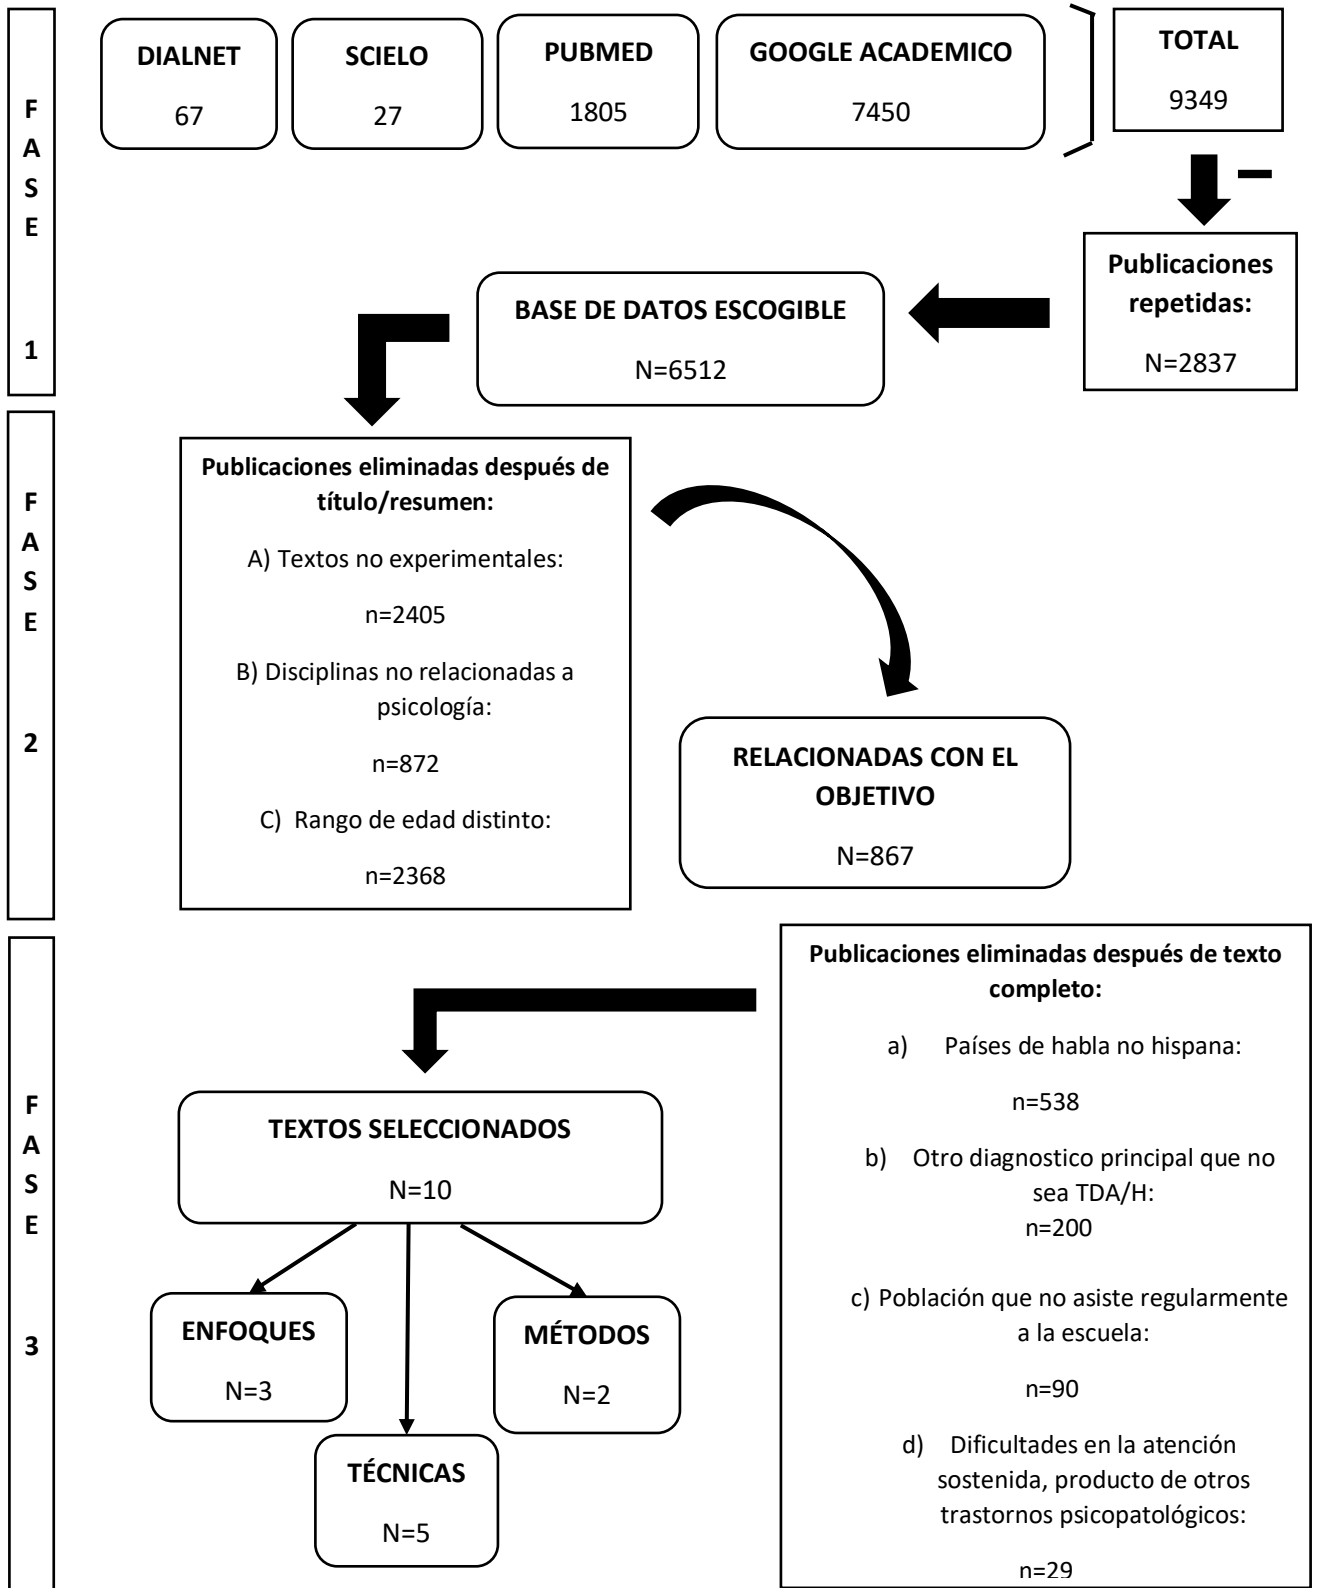 FASE 1
DIALNET
67
SCIELO
27
PUBMED
1805
GOOGLE ACADEMICO
7450
TOTAL
9349
Publicaciones
repetidas:
N=2837
BASE DE DATOS ESCOGIBLE
N=6512
FASE 2
Publicaciones eliminadas después de
título/resumen:
A) Textos no experimentales:
n=2405
B) Disciplinas no relacionadas a
psicología:
n=872
C) Rango de edad distinto:
n=2368
RELACIONADAS CON EL
OBJETIVO
N=867
FASE 3
Publicaciones eliminadas después de texto
completo:
a) Países de habla no hispana:
n=538
b) Otro diagnostico principal que no
sea TDA/H:
n=200
c) Población que no asiste regularmente
a la escuela:
n=90
d) Dificultades en la atención
sostenida, producto de otros
trastornos psicopatológicos:
n=29
TEXTOS SELECCIONADOS
N=10
ENFOQUES
N=3
MÉTODOS
N=2
TÉCNICAS
N=5